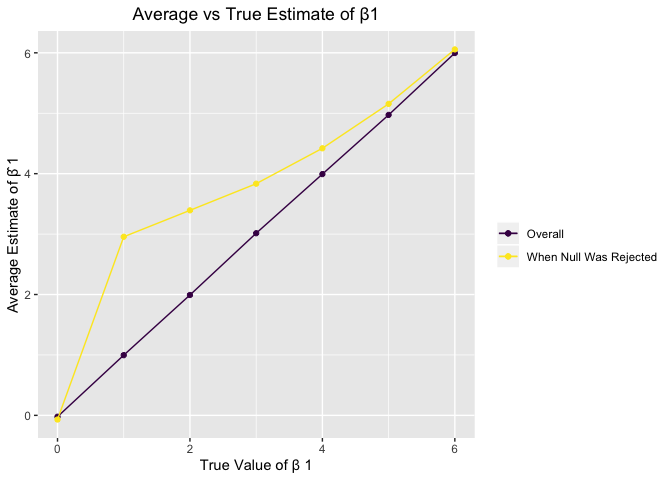 Average vs True Estimate of β1
6
4
2
0
Average Estimate of β̂1
0
2
4
6
True Value of β 1
Overall
When Null Was Rejected